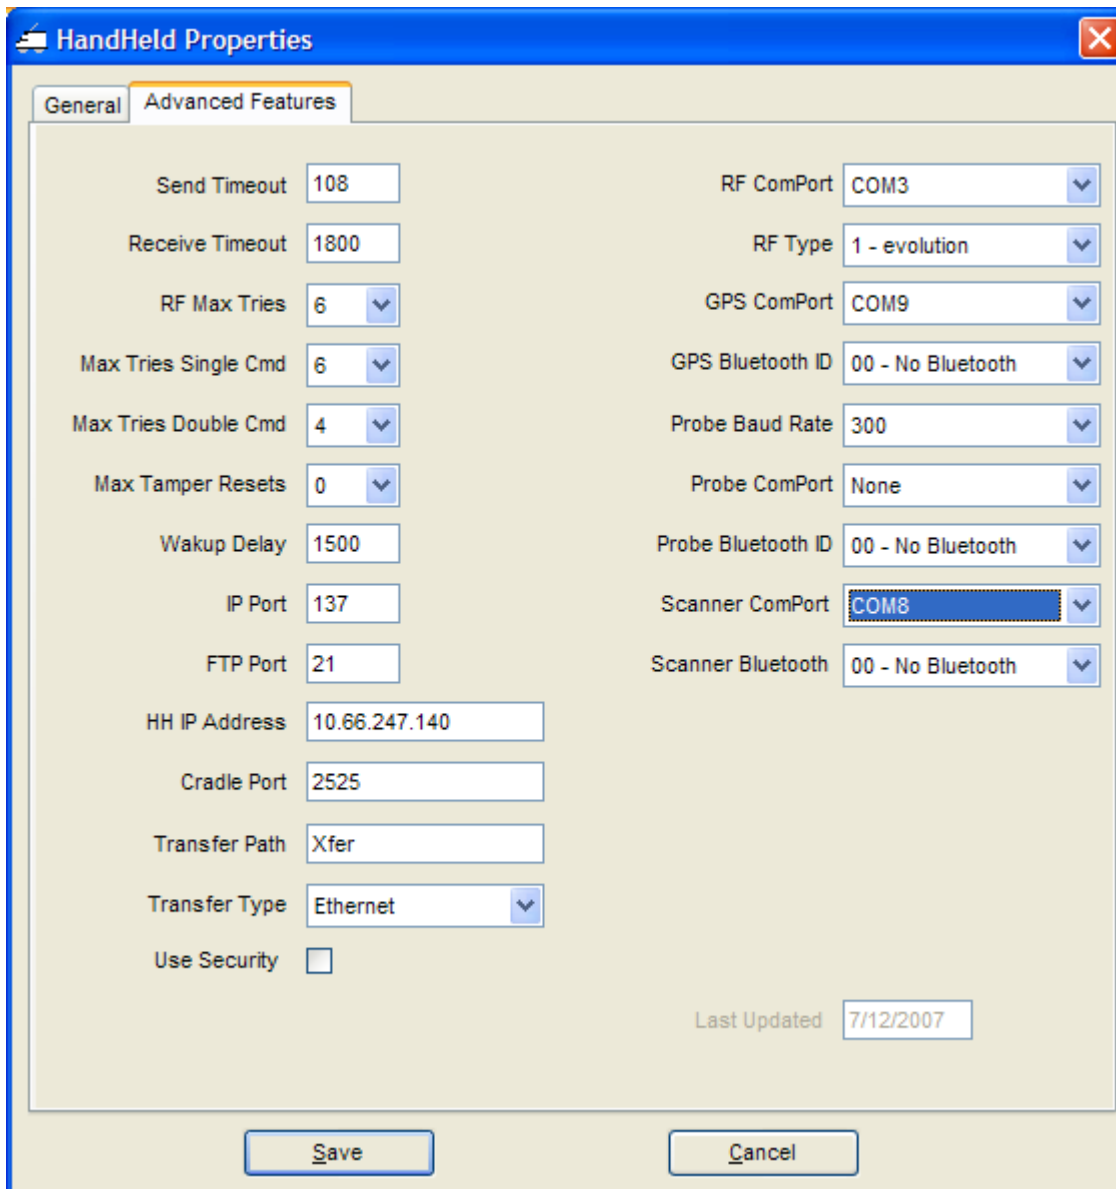 HandHeld Properties
General Advanced Features
Send Timeout 108
Receive Timeout 1800
RF Max Tries 6
Max Tries Single Cmd 6
Max Tries Double Cmd 4
Max Tamper Resets 0
Wakup Delay 1500
IP Port 137
FTP Port 21
HH IP Address 10.66.247.140
Cradle Port 2525
Transfer Path Xfer
Transfer Type Ethernet
Use Security
RF ComPort COM3
RF Type 1 - evolution
GPS ComPort COM9
GPS Bluetooth ID 00 - No Bluetooth
Probe Baud Rate 300
Probe ComPort None
Probe Bluetooth ID 00 - No Bluetooth
Scanner ComPort COM8
Scanner Bluetooth 00 - No Bluetooth
Last Updated 7/12/2007
Save Cancel